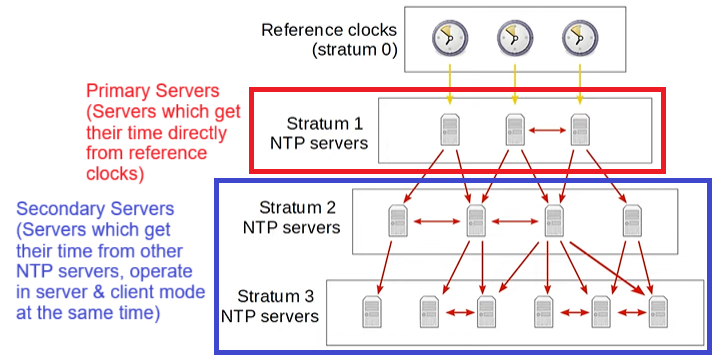 Reference clocks
(stratum 0)
Primary Servers
(Servers which get
their time directly
from reference
clocks)
Stratum 1
NTP servers
Secondary Servers
(Servers which get
their time from other
NTP servers, operate
in server & client mode
at the same time)
Stratum 2
NTP servers
Stratum 3
NTP servers